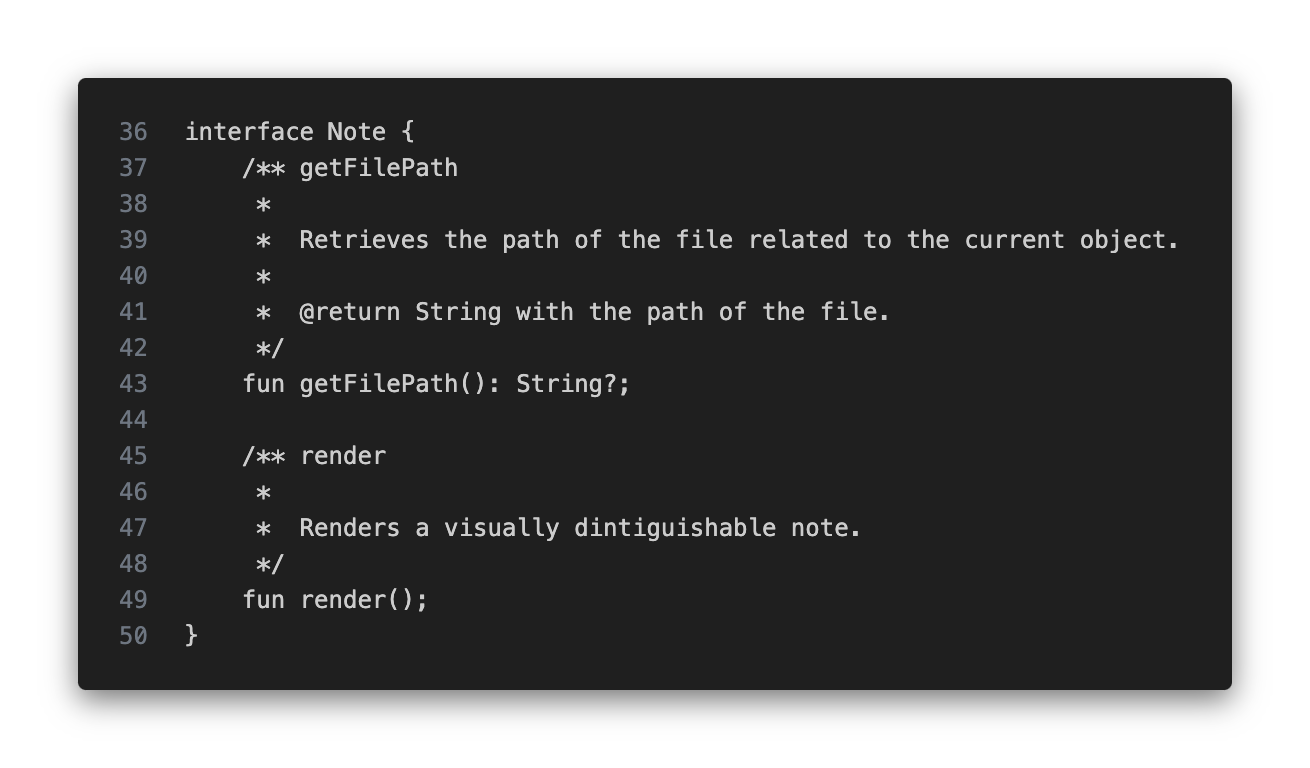 36 interface Note {
37     /** getFilePath
38      *
39      *  Retrieves the path of the file related to the current object.
40      *
41      *  @return String with the path of the file.
42      */
43     fun getFilePath(): String?;
44
45     /** render
46      *
47      *  Renders a visually dintiguishable note.
48      */
49     fun render();
50 }